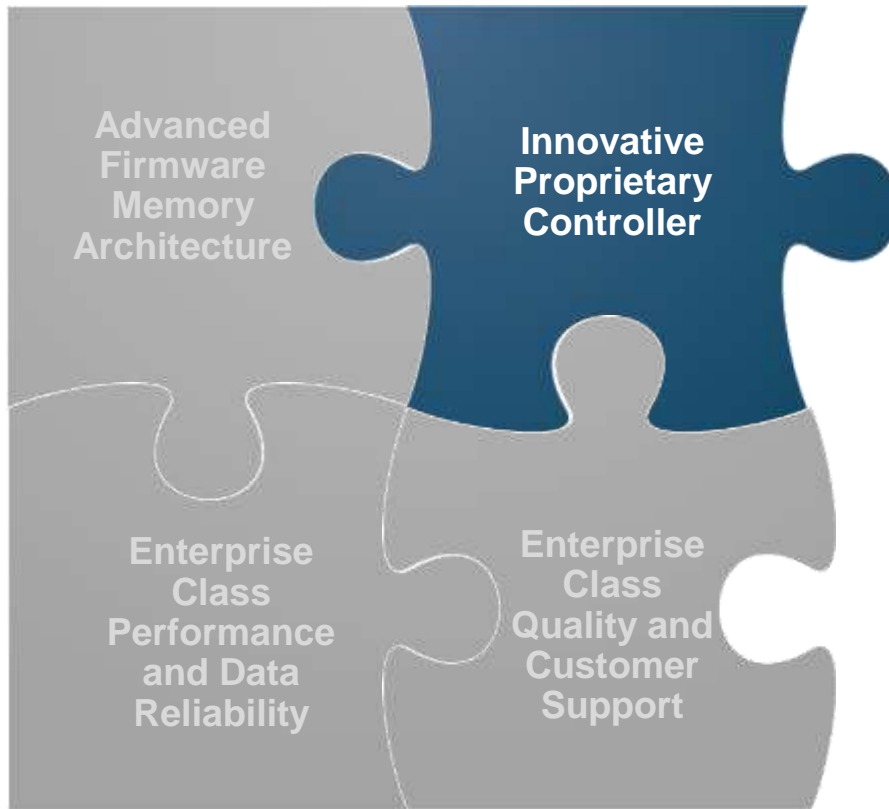 Advanced
Firmware
Memory
Architecture
Innovative
Proprietary
Controller
Enterprise
Class
Performance
and Data
Reliability
Enterprise
Class
Quality and
Customer
Support